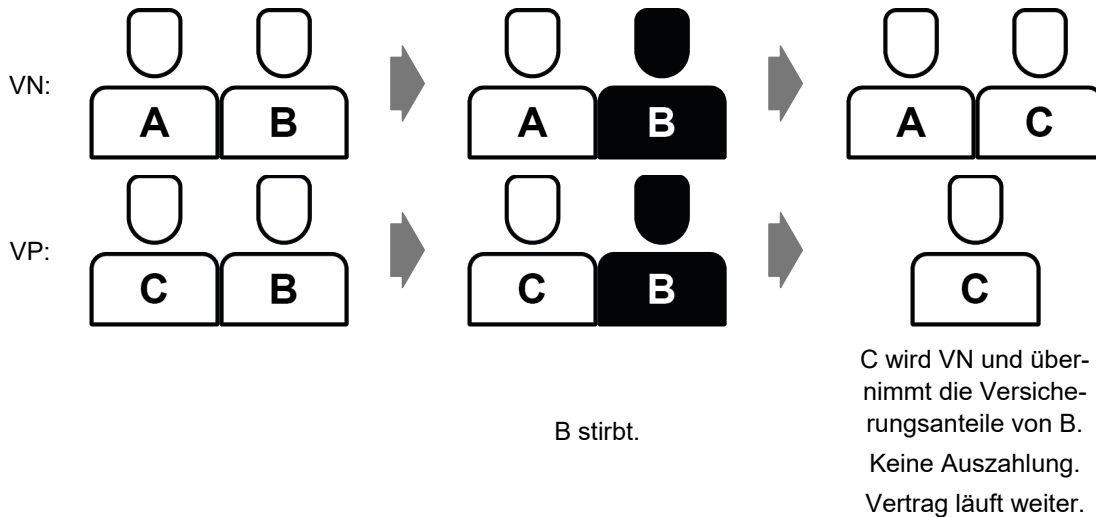 VN:
A B
A B
A C
VP:
C B
C B
C
B stirbt.
C wird VN und über-
nimmt die Versiche-
rungsanteile von B.
Keine Auszahlung.
Vertrag läuft weiter.